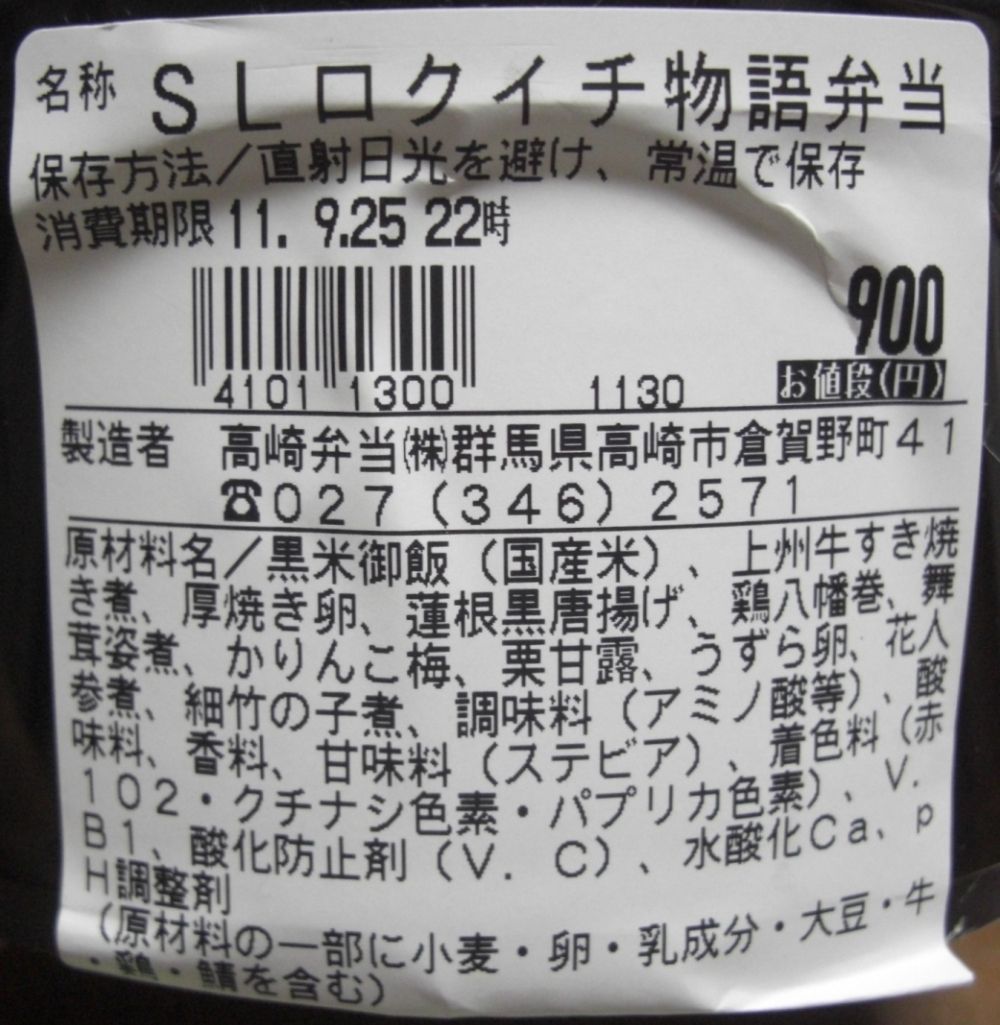 名称 SLロクイチ物語弁当
保存方法／直射日光を避け、常温で保存
消費期限 11. 9.25 22時
900
お値段(円)
4101 1300 1130
製造者 高崎弁当㈱群馬県高崎市倉賀野町41
☎027(346)2571
原材料名／黒米御飯(国産米)、上州牛すき焼
き煮、厚焼き卵、蓮根黒唐揚げ、鶏八幡巻、舞
茸姿煮、かりんこ梅、栗甘露、うずら卵、花人
参煮、細竹の子煮、調味料(アミノ酸等)、酸
味料、香料、甘味料(ステビア)、着色料(赤
102・クチナシ色素・パプリカ色素)、V.
B1、酸化防止剤(V.C)、水酸化Ca、p
H調整剤
(原材料の一部に小麦・卵・乳成分・大豆・牛
・鶏・鯖を含む)